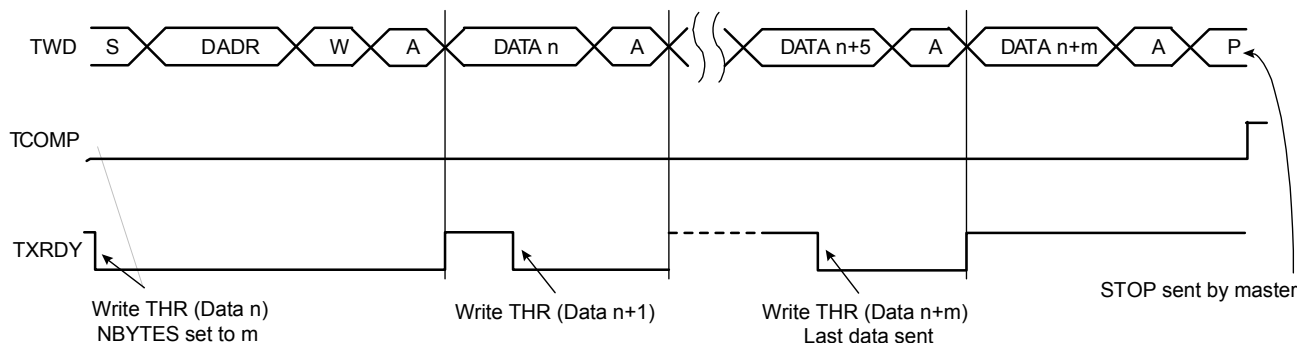 TWD S DADR W A DATA n A DATA n+5 A DATA n+m A P
TCOMP
TXRDY
Write THR (Data n)
NBYTES set to m
Write THR (Data n+1)
Write THR (Data n+m)
Last data sent
STOP sent by master